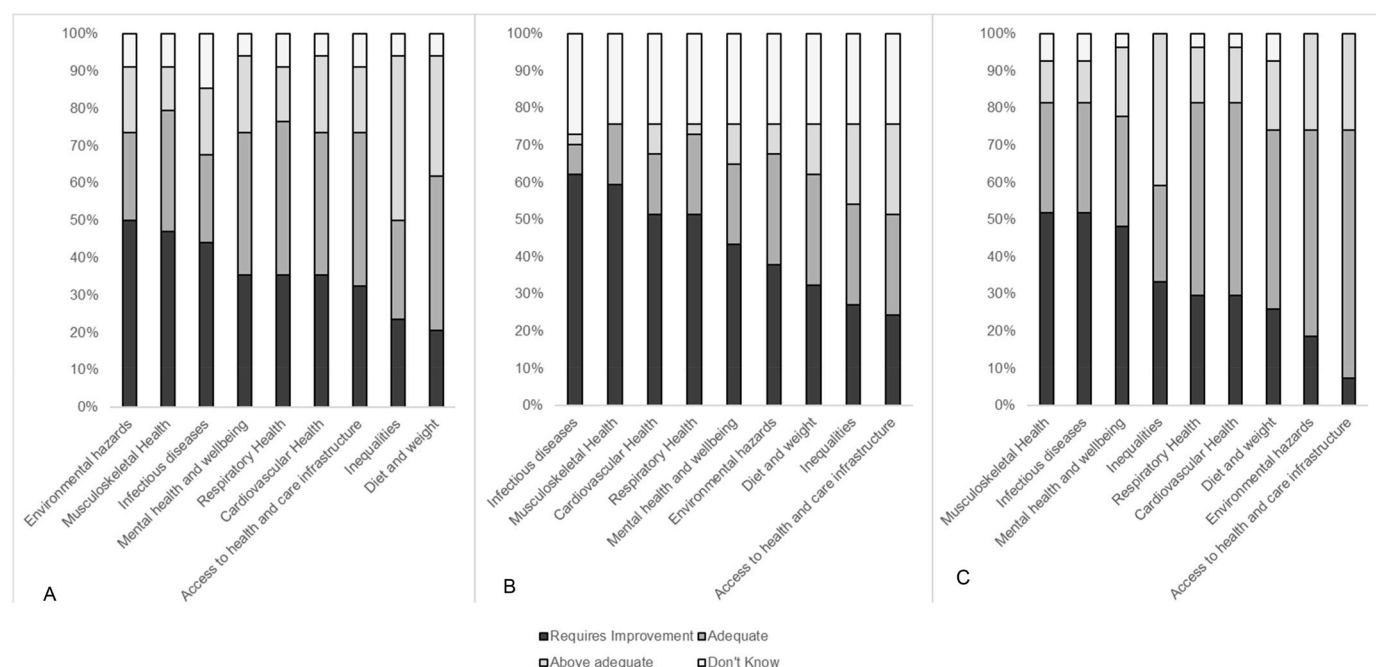 100%
90%
80%
70%
60%
50%
40%
30%
20%
10%
0%
Environmental hazards
Musculoskeletal Health
Infectious diseases
Mental health and wellbeing
Respiratory Health
Cardiovascular Health
Access to health and care infrastructure
Inequalities
Diet and weight
A
100%
90%
80%
70%
60%
50%
40%
30%
20%
10%
0%
Infectious diseases
Musculoskeletal Health
Cardiovascular Health
Respiratory Health
Mental health and wellbeing
Environmental hazards
Diet and weight
Inequalities
Access to health and care infrastructure
B
100%
90%
80%
70%
60%
50%
40%
30%
20%
10%
0%
Musculoskeletal Health
Infectious diseases
Mental health and wellbeing
Inequalities
Respiratory Health
Cardiovascular Health
Diet and weight
Environmental hazards
Access to health and care infrastructure
C
Requires Improvement Adequate
Above adequate Don't Know